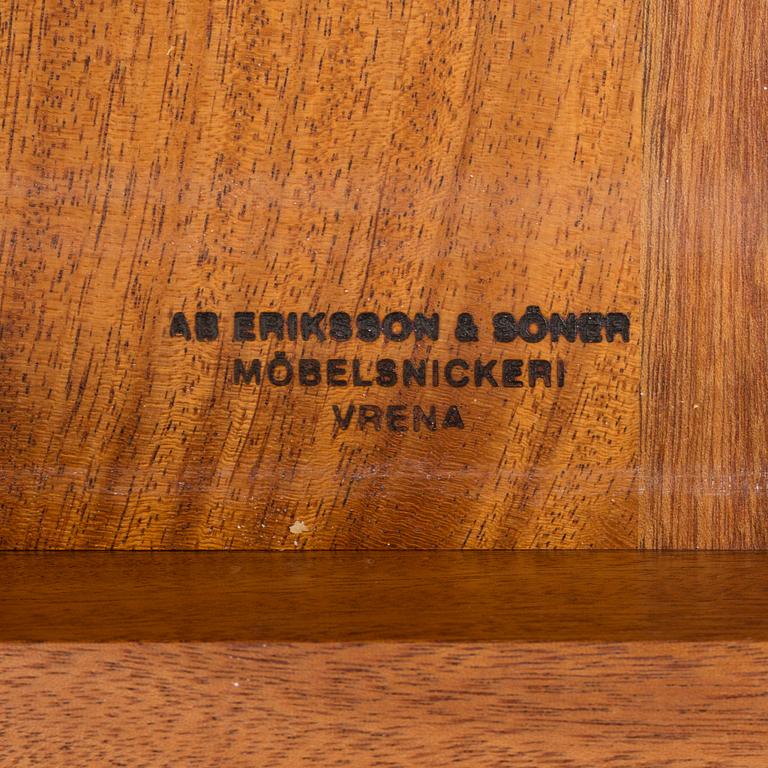 AB ERIKSSON & SÖNER
MÖBELSNICKERI
VRENA